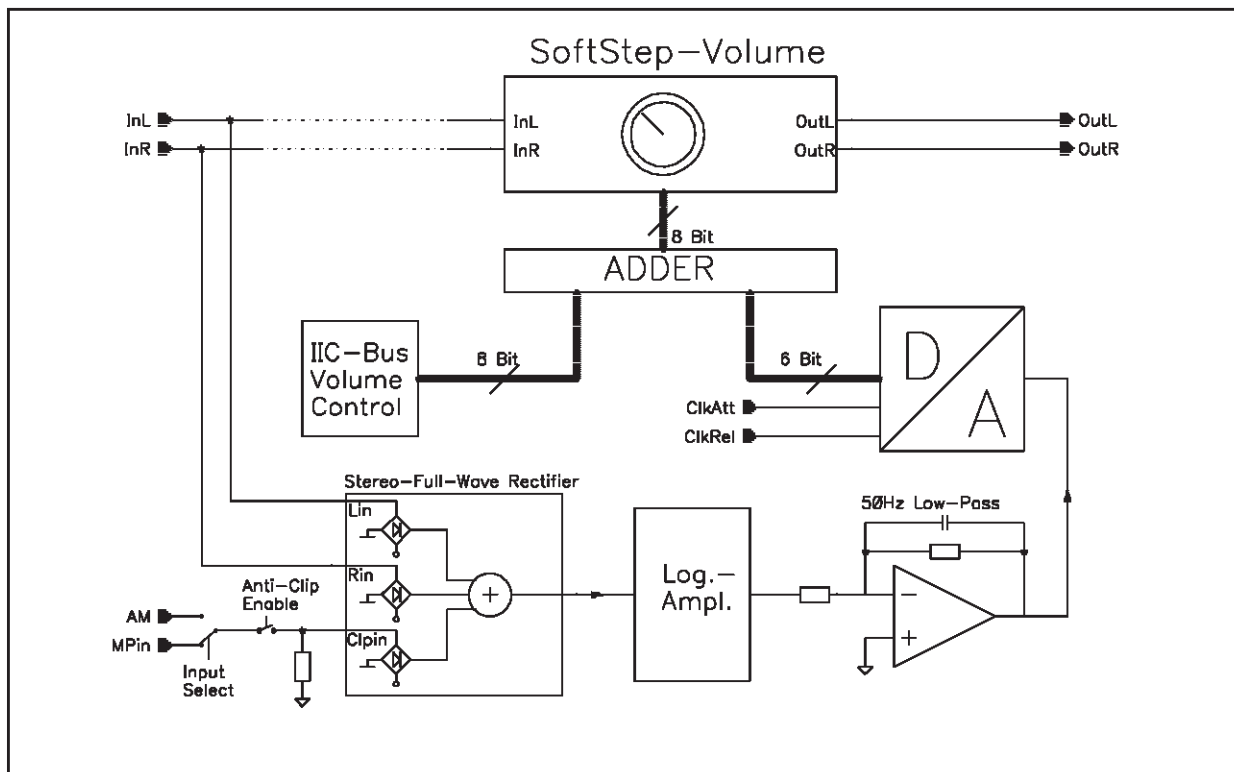 SoftStep-Volume
InL
InR
InL
InR
OutL
OutR
OutL
OutR
8 Bit
ADDER
IIC-Bus
Volume
Control
8 Bit
6 Bit
D
A
ClkAtt
ClkRel
Stereo-Full-Wave Rectifier
Lin
Rin
Clpin
+
Anti-Clip
Enable
AM
MPin
Input
Select
Log.-
Ampl.
50Hz Low-Pass
-
+